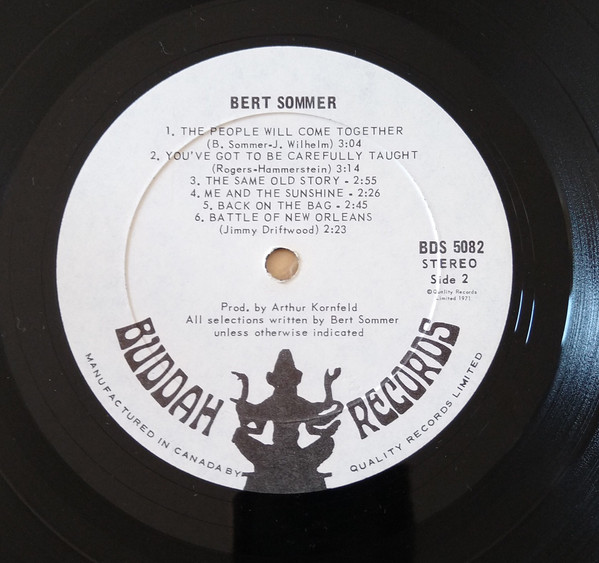 BERT SOMMER
1. THE PEOPLE WILL COME TOGETHER
(B. Sommer-J. Wilhelm) 3:04
2. YOU'VE GOT TO BE CAREFULLY TAUGHT
(Rogers-Hammerstein) 3:14
3. THE SAME OLD STORY - 2:55
4. ME AND THE SUNSHINE - 2:26
5. BACK ON THE BAG - 2:45
6. BATTLE OF NEW ORLEANS
(Jimmy Driftwood) 2:23
BDS 5082
STEREO
Side 2
©Quality Records
Limited 1971
Prod. by Arthur Kornfeld
All selections written by Bert Sommer
unless otherwise indicated
BUDDAH RECORDS
MANUFACTURED IN CANADA BY QUALITY RECORDS LIMITED